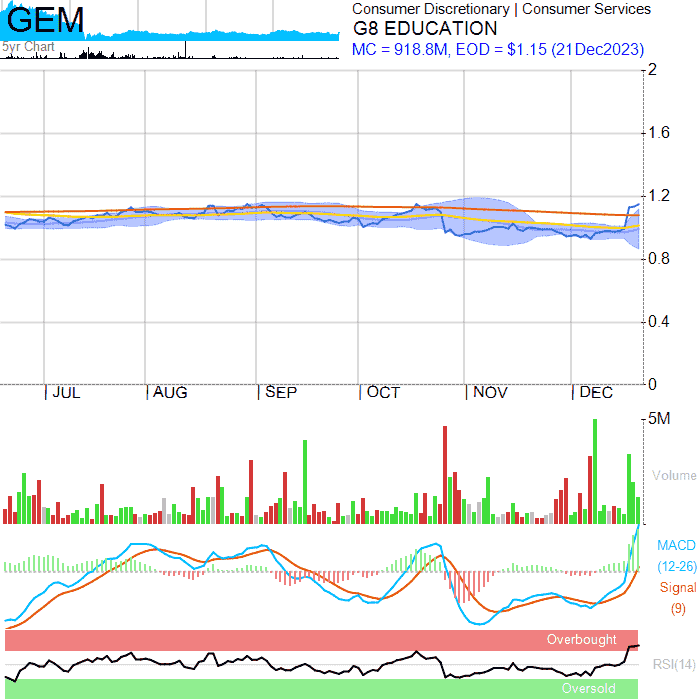 GEM
5yr Chart
Consumer Discretionary | Consumer Services
G8 EDUCATION
MC = 918.8M, EOD = $1.15 (21Dec2023)
2
1.6
1.2
0.8
0.4
0
JUL AUG SEP OCT NOV DEC
5M
Volume
MACD
(12-26)
Signal
(9)
Overbought
RSI(14)
Oversold